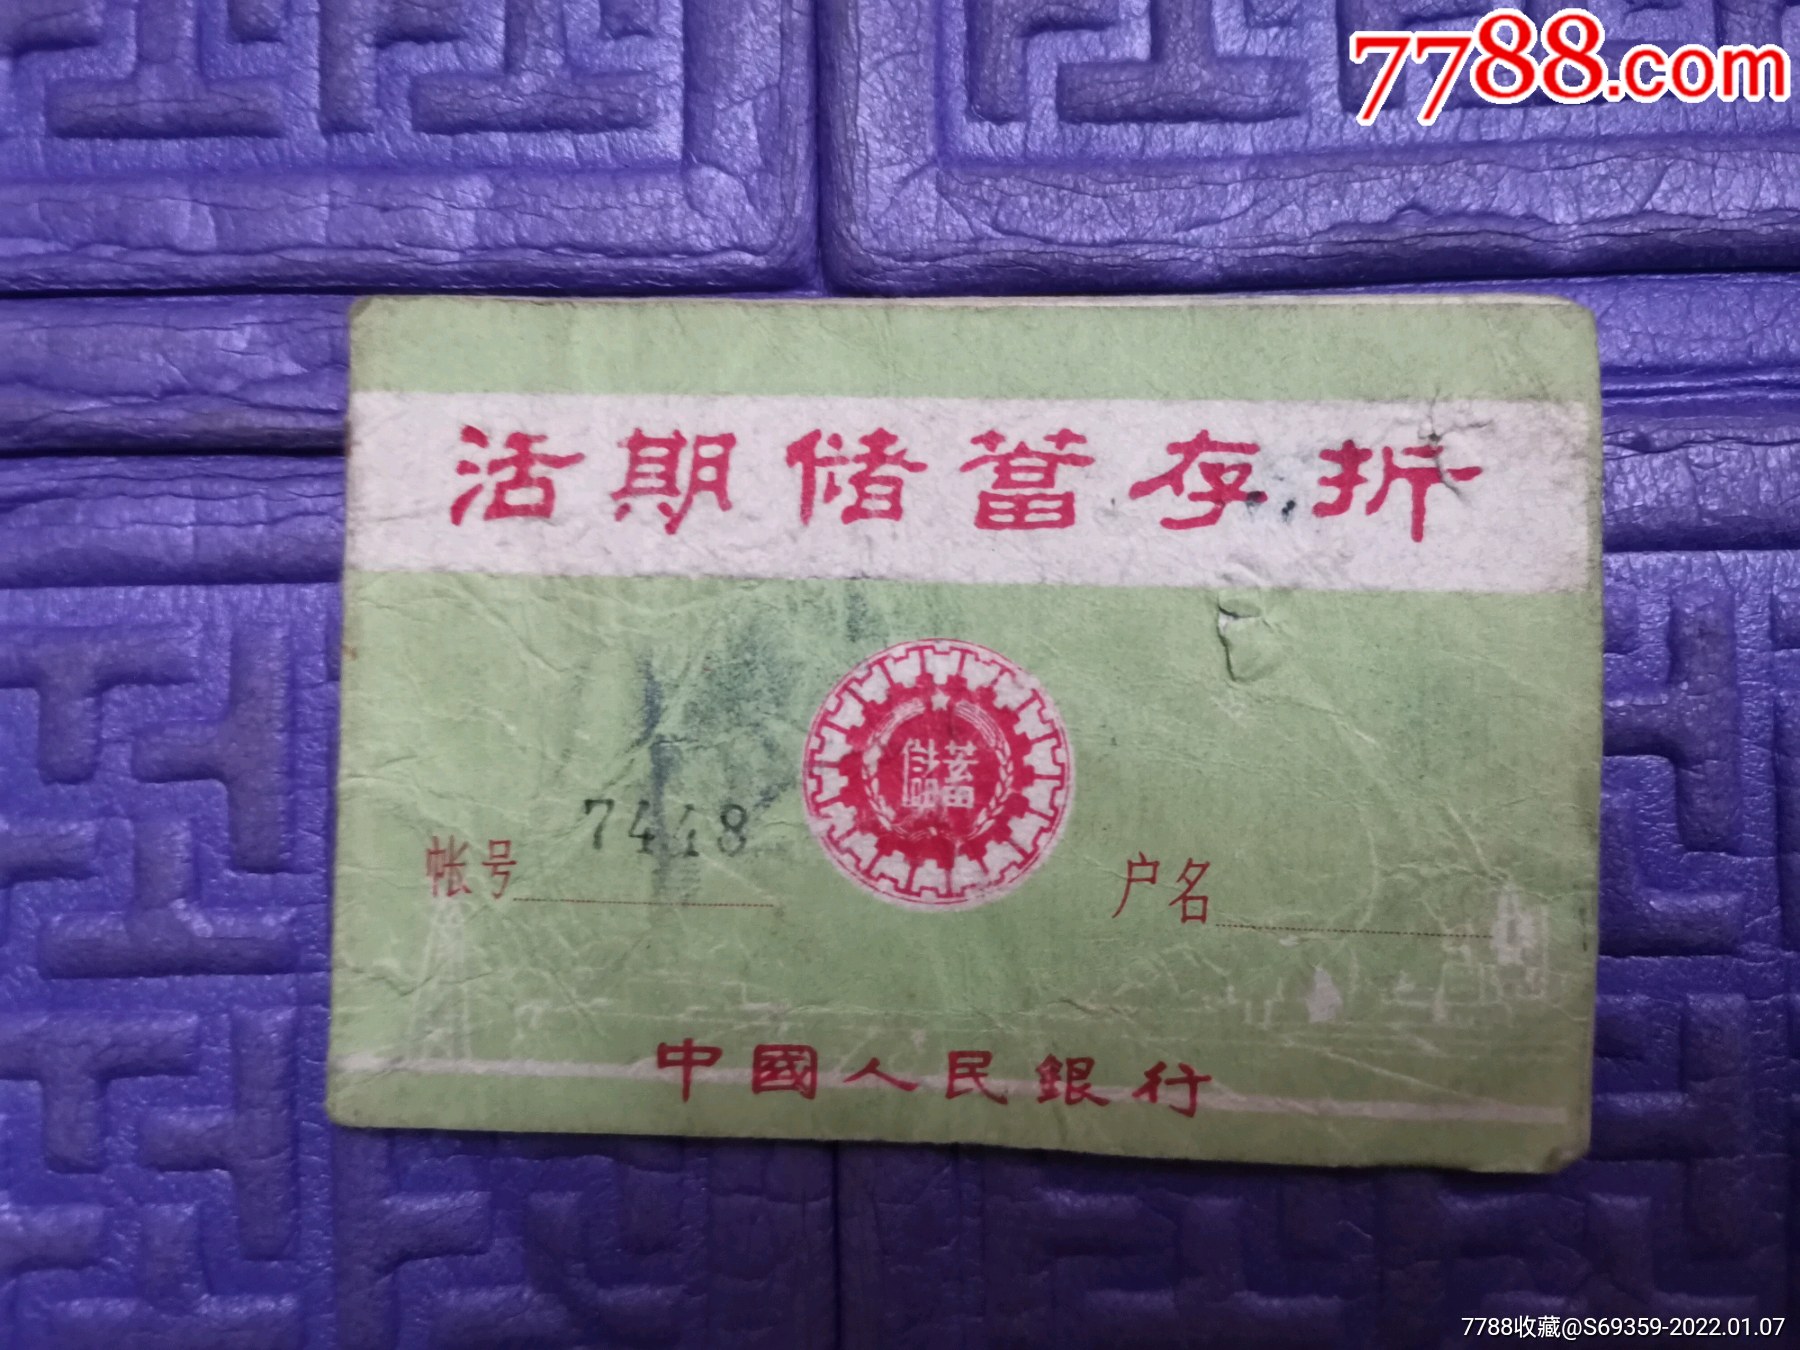 7788.com
活期儲蓄存折
儲蓄
7448
帐号
户名
中國人民銀行
7788收藏@S69359-2022.01.07